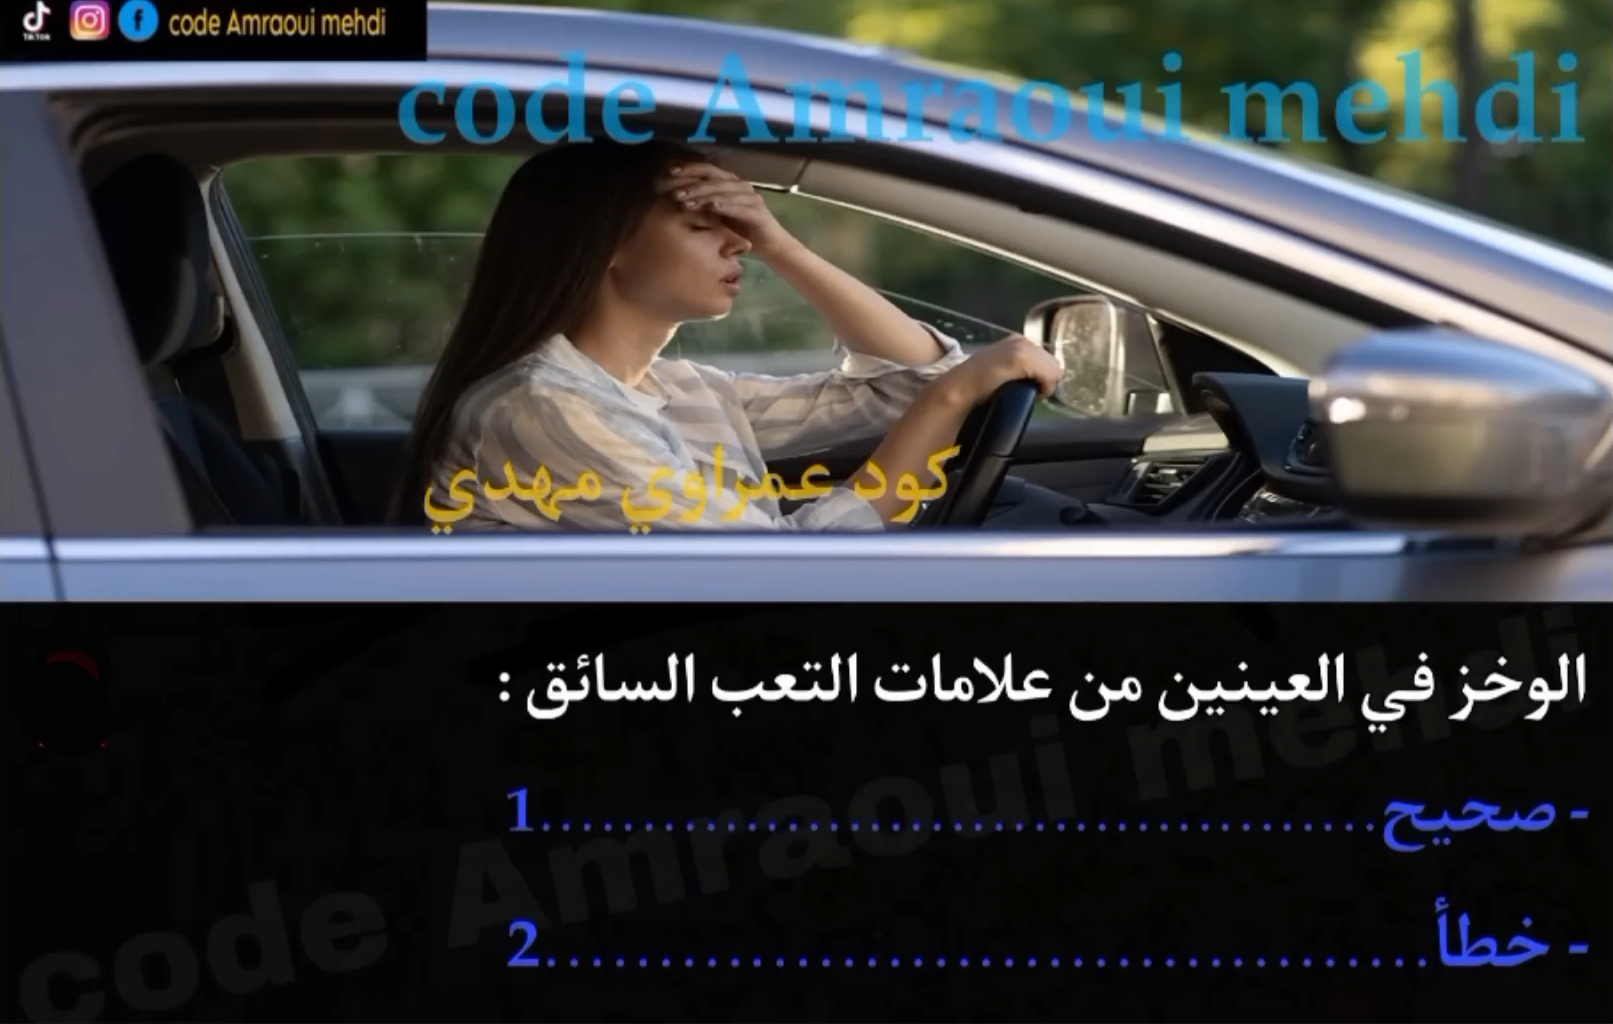 TikTok
code Amraoui mehdi
code Amraoui mehdi
كود عمراوي مهدي
الوخز في العينين من علامات التعب السائق :
- صحيح.........................................1
- خطأ...........................................2
code Amraoui mehdi